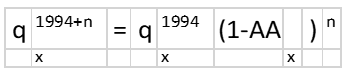 q 1994+n = q 1994 (1-AA ) n
x x x